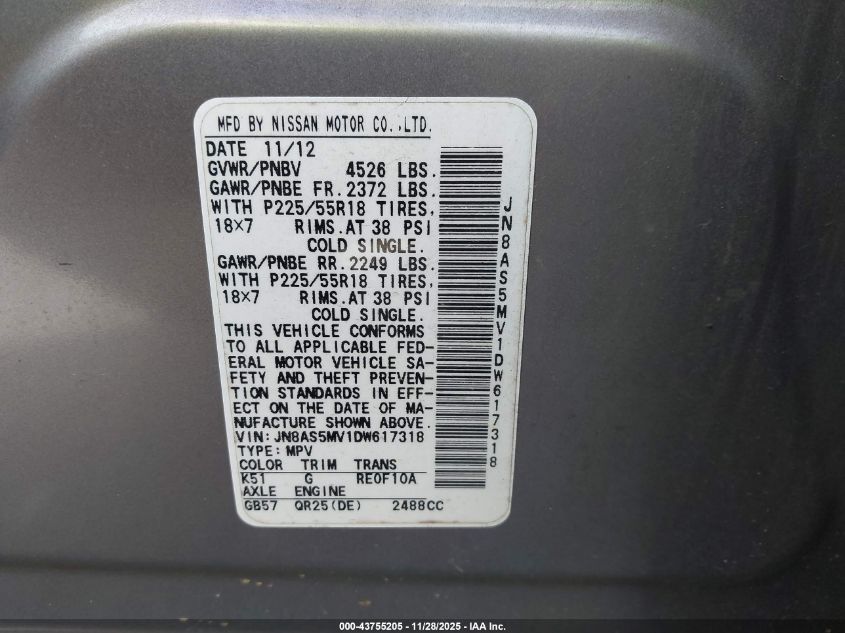 MFD BY NISSAN MOTOR CO.,LTD.
DATE 11/12
GVWR/PNBV 4526 LBS.
GAWR/PNBE FR. 2372 LBS.
WITH P225/55R18 TIRES,
18×7 RIMS.AT 38 PSI
COLD SINGLE.
GAWR/PNBE RR. 2249 LBS.
WITH P225/55R18 TIRES,
18×7 RIMS.AT 38 PSI
COLD SINGLE.
THIS VEHICLE CONFORMS
TO ALL APPLICABLE FED-
ERAL MOTOR VEHICLE SA-
FETY AND THEFT PREVEN-
TION STANDARDS IN EFF-
ECT ON THE DATE OF MA-
NUFACTURE SHOWN ABOVE.
VIN: JN8AS5MV1DW617318
TYPE: MPV
COLOR TRIM TRANS
K51 G RE0F10A
AXLE ENGINE
GB57 QR25(DE) 2488CC
JN8AS5MV1DW617318
000-43755205 - 11/28/2025 - IAA Inc.